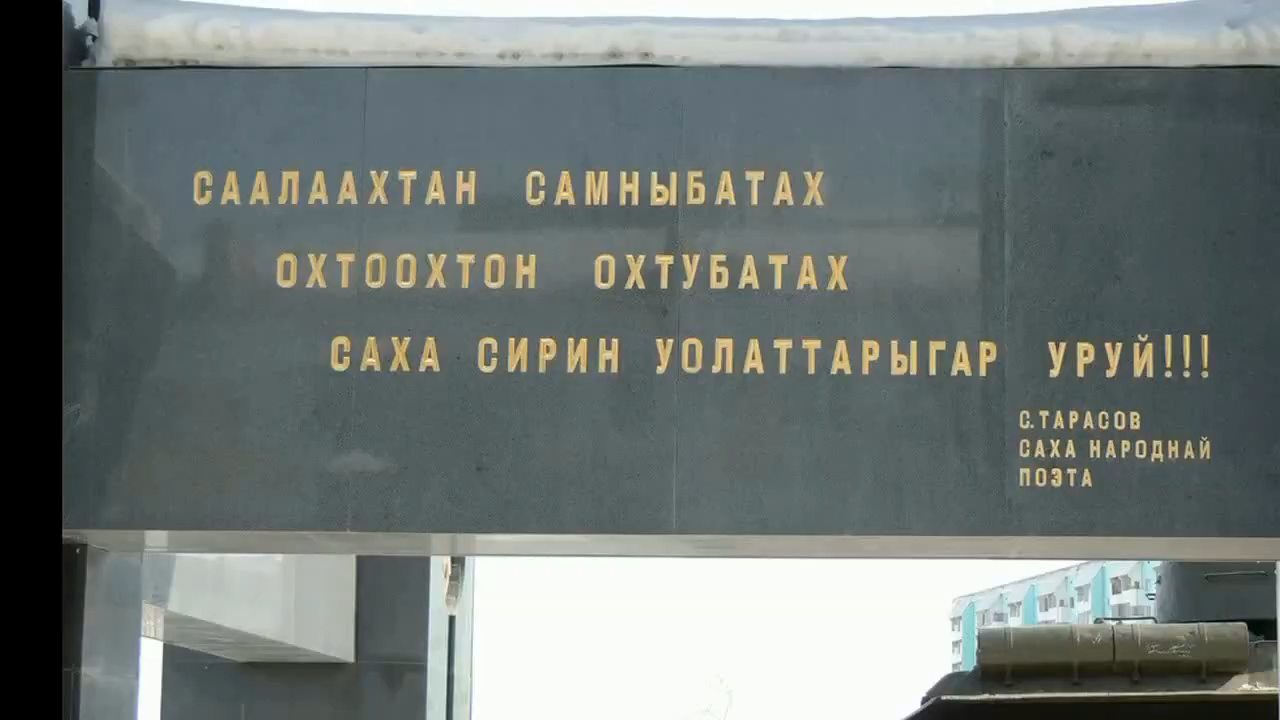 СААЛААХТАН САМНЫБАТАХ
ОХТООХТОН ОХТУБАТАХ
САХА СИРИН УОЛАТТАРЫГАР УРУЙ!!!
С.ТАРАСОВ
САХА НАРОДНАЙ
ПОЭТА